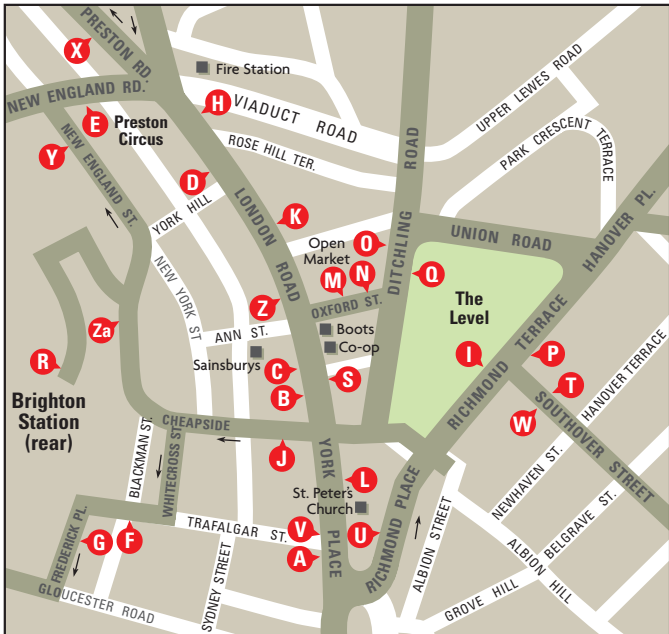 PRESTON RD.
X
NEW ENGLAND RD.
Fire Station
H
VIADUCT ROAD
UPPER LEWES ROAD
E
Preston
Circus
ROSE HILL TER.
PARK CRESCENT TERRACE
Y
NEW ENGLAND ST.
D
YORK HILL
LONDON ROAD
K
DITCHLING ROAD
HANOVER PL.
UNION ROAD
Open
Market
O
M
N
Q
OXFORD ST.
NEW YORK ST
Z
The
Level
Za
ANN ST.
Boots
Co-op
Sainsburys
R
C
S
B
I
RICHMOND TERRACE
P
T
W
SOUTHOVER STREET
HANOVER TERRACE
Brighton
Station
(rear)
CHEAPSIDE
BLACKMAN ST.
WHITECROSS ST.
J
YORK PLACE
L
St. Peter's
Church
NEWHAVEN ST.
BELGRAVE ST.
FREDERICK PL.
G
F
TRAFALGAR ST.
V
A
U
RICHMOND PLACE
ALBION STREET
ALBION HILL
GROVE HILL
SYDNEY STREET
GLOUCESTER ROAD